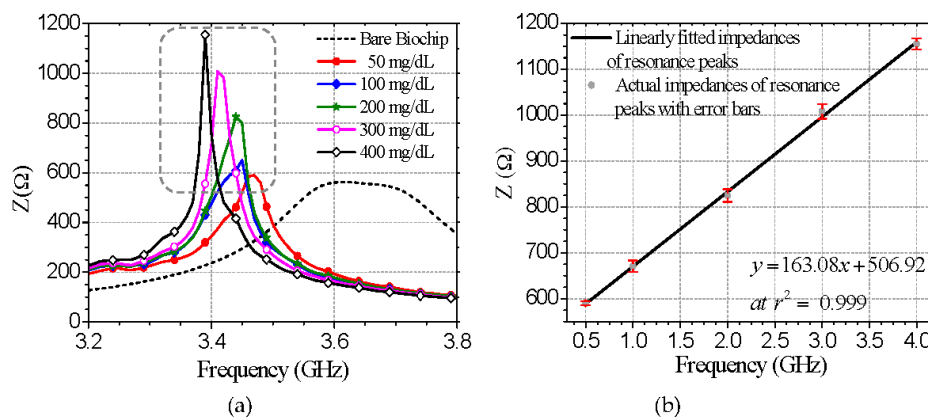 1200
1000
800
600
400
200
0
Z(Ω)
Bare Biochip
50 mg/dL
100 mg/dL
200 mg/dL
300 mg/dL
400 mg/dL
3.2 3.4 3.6 3.8
Frequency (GHz)
(a)
1200
1100
1000
900
800
700
600
Z (Ω)
Linearly fitted impedances
of resonance peaks
Actual impedances of resonance
peaks with error bars
y=163.08x+506.92
at r² = 0.999
0.5 1.0 1.5 2.0 2.5 3.0 3.5 4.0
Frequency (GHz)
(b)